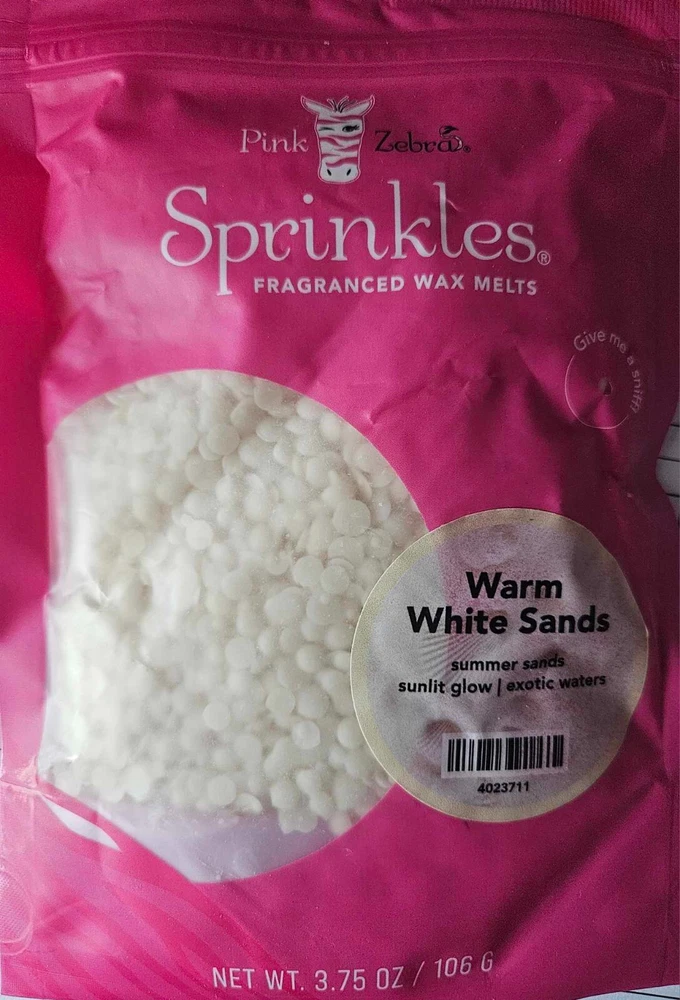 Pink Zebra®
Sprinkles®
FRAGRANCED WAX MELTS
Give me a sniff!
Warm
White Sands
summer sands
sunlit glow | exotic waters
4023711
NET WT. 3.75 OZ / 106 G